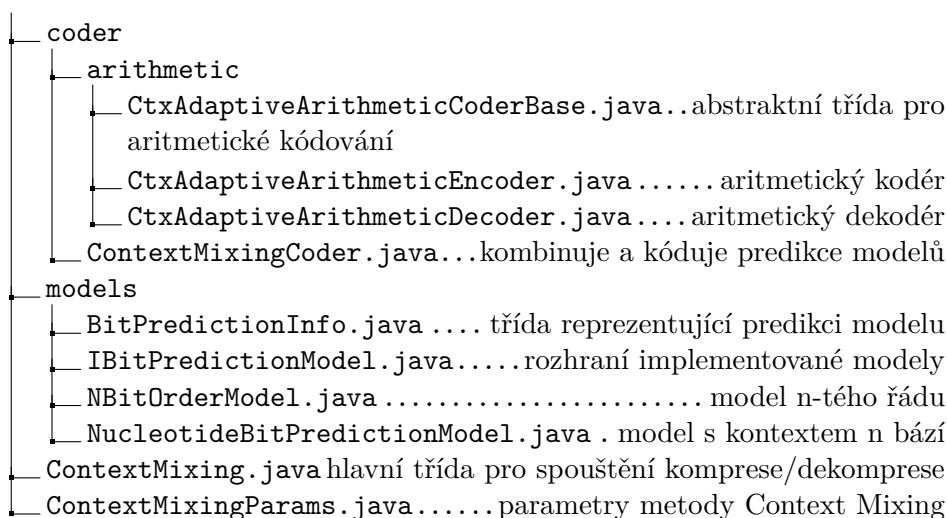 coder
arithmetic
CtxAdaptiveArithmeticCoderBase.java..abstraktní třída pro
aritmetické kódování
CtxAdaptiveArithmeticEncoder.java......aritmetický kodér
CtxAdaptiveArithmeticDecoder.java....aritmetický dekodér
ContextMixingCoder.java...kombinuje a kóduje predikce modelů
models
BitPredictionInfo.java .... třída reprezentující predikci modelu
IBitPredictionModel.java.....rozhraní implementované modely
NBitOrderModel.java ........................ model n-tého řádu
NucleotideBitPredictionModel.java . model s kontextem n bází
ContextMixing.java hlavní třída pro spouštění komprese/dekomprese
ContextMixingParams.java......parametry metody Context Mixing